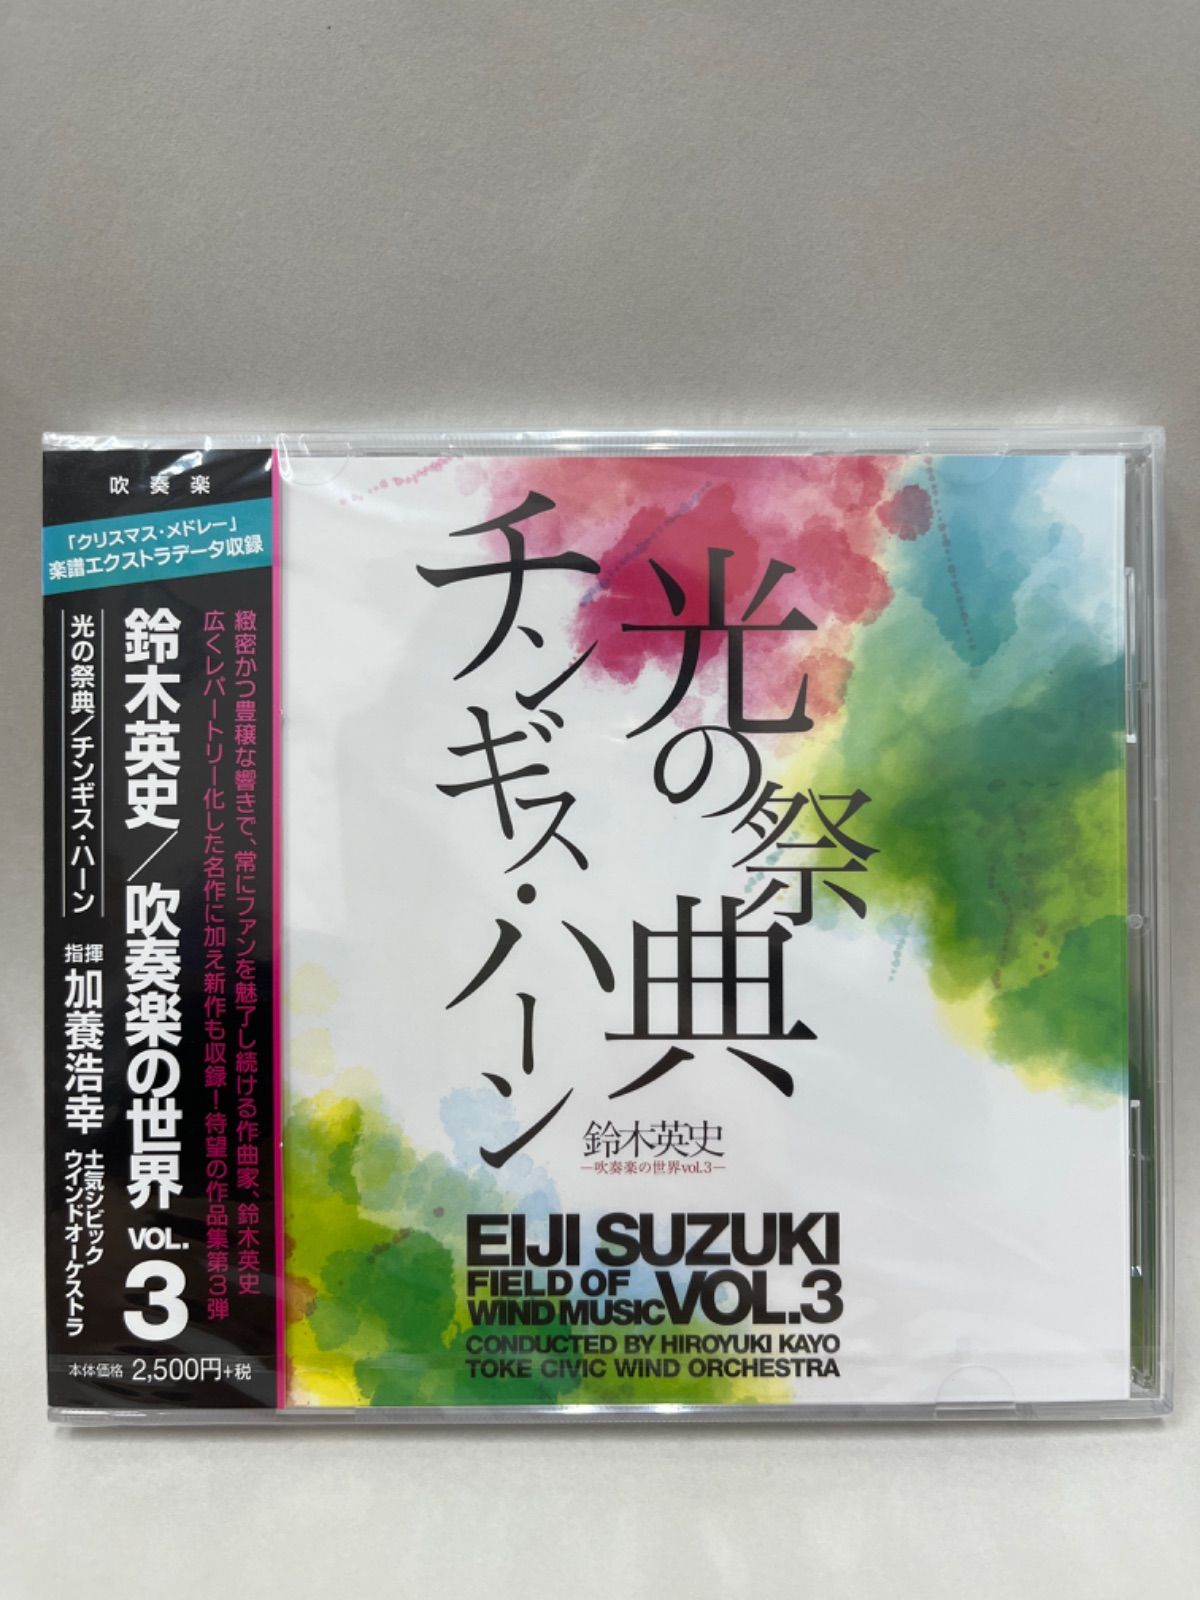 吹奏楽
「クリスマス・メドレー」
楽譜エクストラデータ収録
緻密かつ豊穣な響きで、常にファンを魅了し続ける作曲家、鈴木英史
広くレパートリー化した名作に加え新作も収録!待望の作品集第3弾
鈴木英史/吹奏楽の世界 VOL.3
光の祭典/チンギス・ハーン
指揮 加養浩幸
土気シビック
ウインドオーケストラ
本体価格 2,500円+税
光の祭典
チンギス・ハーン
鈴木英史
―吹奏楽の世界vol.3―
EIJI SUZUKI
FIELD OF
WIND MUSIC VOL.3
CONDUCTED BY HIROYUKI KAYO
TOKE CIVIC WIND ORCHESTRA